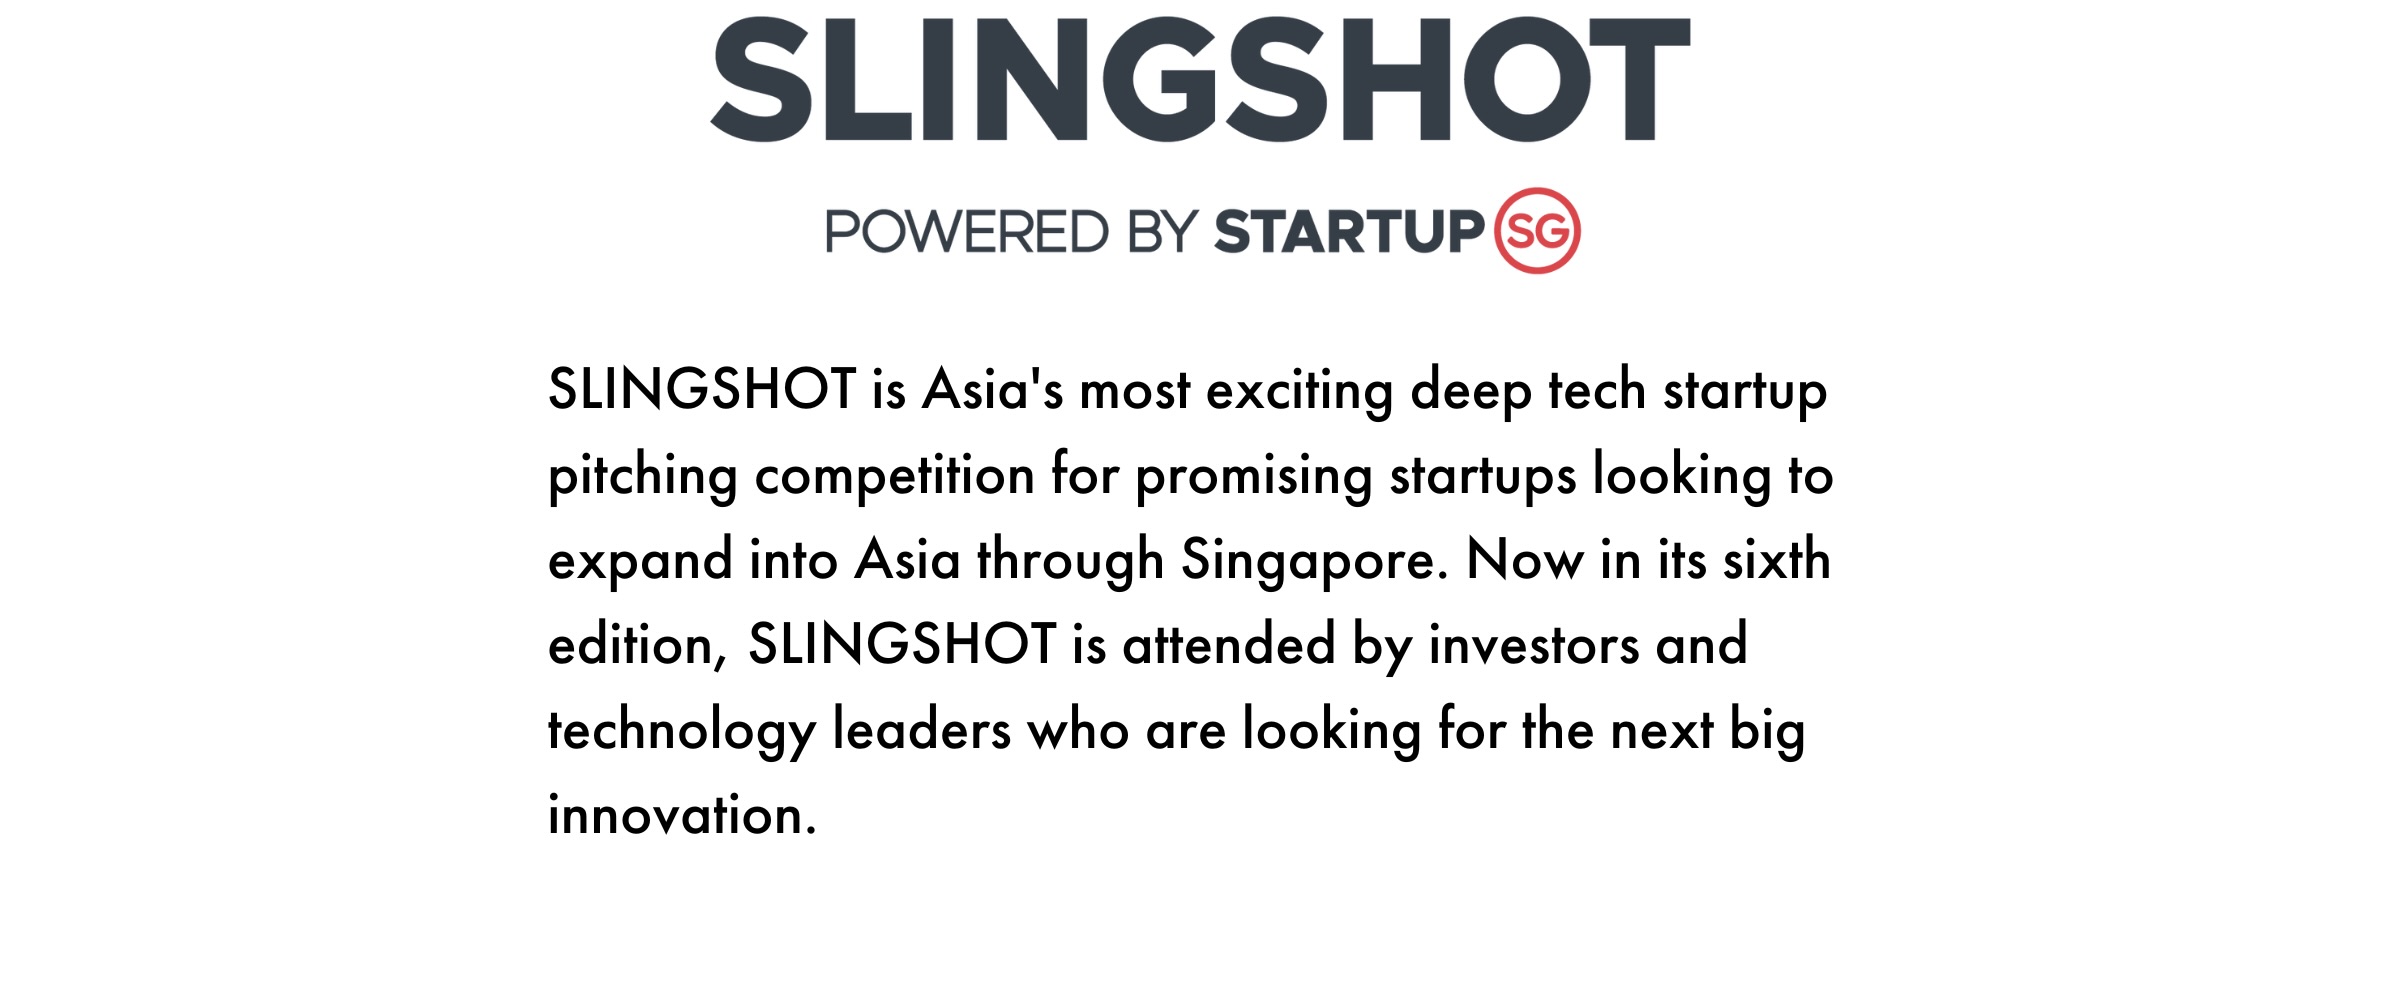 SLINGSHOT
POWERED BY STARTUP SG
SLINGSHOT is Asia's most exciting deep tech startup
pitching competition for promising startups looking to
expand into Asia through Singapore. Now in its sixth
edition, SLINGSHOT is attended by investors and
technology leaders who are looking for the next big
innovation.